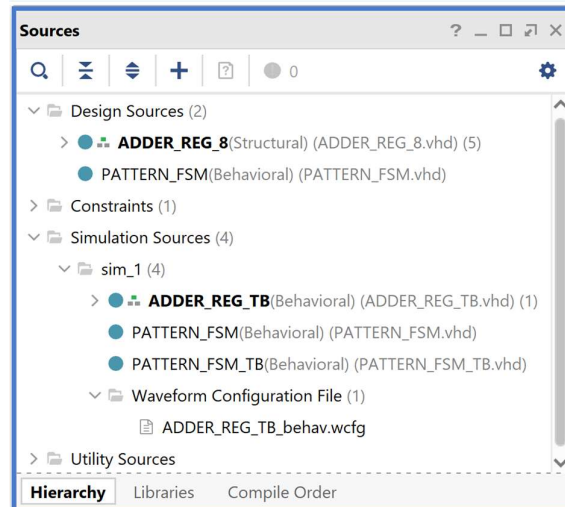 Sources
0
Design Sources (2)
ADDER_REG_8(Structural) (ADDER_REG_8.vhd) (5)
PATTERN_FSM(Behavioral) (PATTERN_FSM.vhd)
Constraints (1)
Simulation Sources (4)
sim_1 (4)
ADDER_REG_TB(Behavioral) (ADDER_REG_TB.vhd) (1)
PATTERN_FSM(Behavioral) (PATTERN_FSM.vhd)
PATTERN_FSM_TB(Behavioral) (PATTERN_FSM_TB.vhd)
Waveform Configuration File (1)
ADDER_REG_TB_behav.wcfg
Utility Sources
Hierarchy Libraries Compile Order